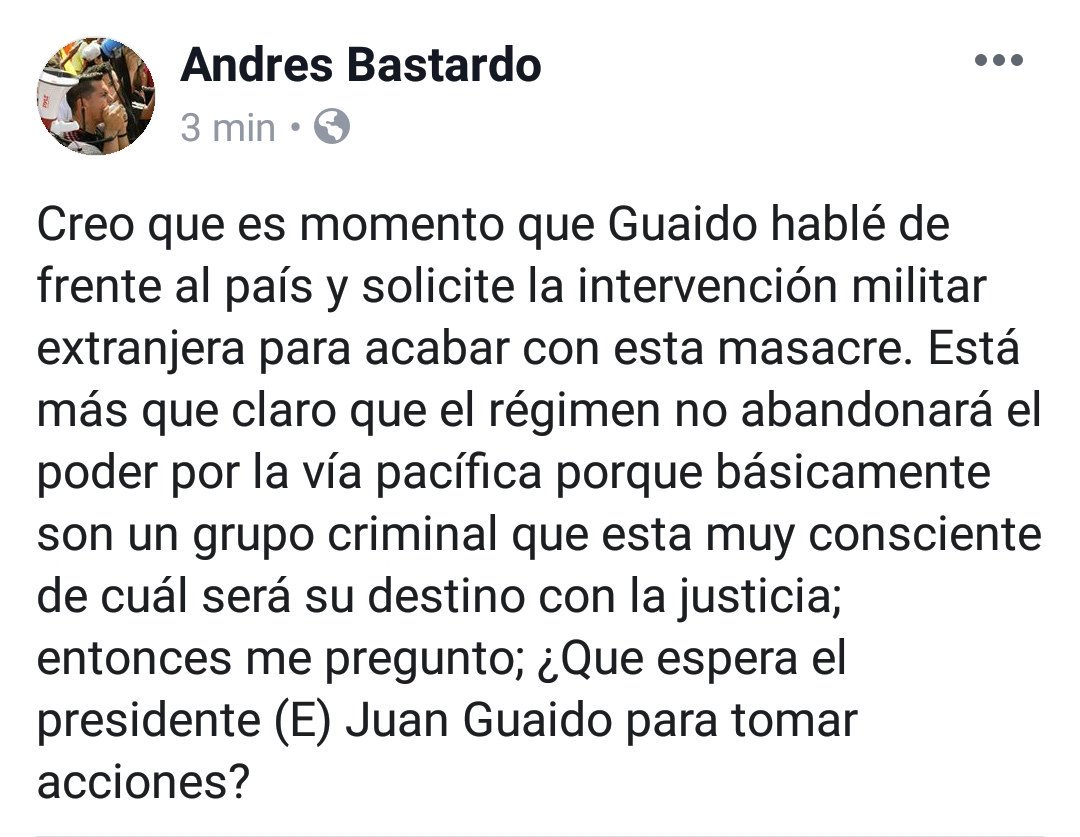 Andres Bastardo
3 min •
Creo que es momento que Guaido hablé de
frente al país y solicite la intervención militar
extranjera para acabar con esta masacre. Está
más que claro que el régimen no abandonará el
poder por la vía pacífica porque básicamente
son un grupo criminal que esta muy consciente
de cuál será su destino con la justicia;
entonces me pregunto; ¿Que espera el
presidente (E) Juan Guaido para tomar
acciones?